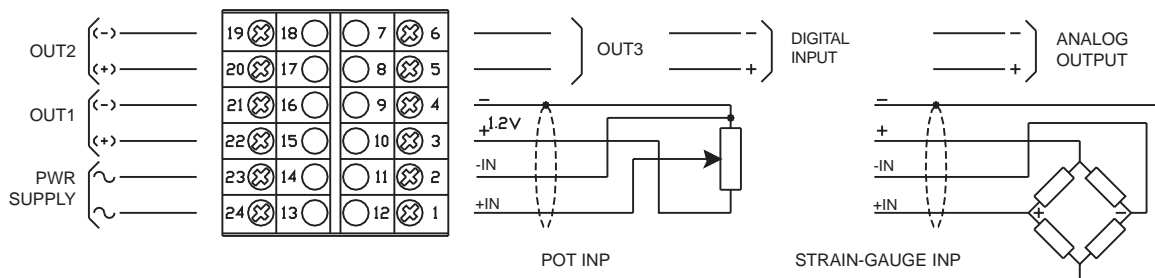 OUT2
(-)
(+)
OUT1
(-)
(+)
PWR
SUPPLY
19 18 7 6
20 17 8 5
21 16 9 4
22 15 10 3
23 14 11 2
24 13 12 1
OUT3
-
+
DIGITAL
INPUT
-
+
ANALOG
OUTPUT
-
+
1.2V
-IN
+IN
POT INP
-
+
-IN
+IN
+
-
STRAIN-GAUGE INP